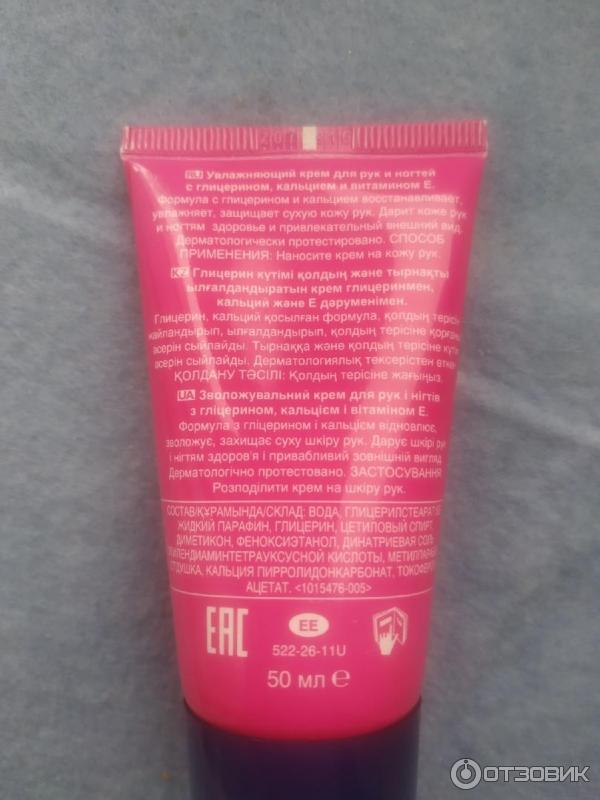 RU Увлажняющий крем для рук и ногтей
с глицерином, кальцием и витамином Е.
Формула с глицерином и кальцием восстанавливает,
увлажняет, защищает сухую кожу рук. Дарит коже рук
и ногтям здоровье и привлекательный внешний вид.
Дерматологически протестировано. СПОСОБ
ПРИМЕНЕНИЯ: Наносите крем на кожу рук.
KZ Глицерин күтімі қолдың және тырнақты
ылғалдандыратын крем глицеринмен,
кальций және Е дәруменімен.
Глицерин, кальций қосылған формула, қолдың терісін
қайландырып, ылғалдандырып, қолдың терісіне қорғаныс
әсерін сыйлайды. Тырнаққа және қолдың терісіне күтім
әсерін сыйлайды. Дерматологиялық тексерістен өткен
ҚОЛДАНУ ТӘСІЛІ: Қолдың терісіне жағыңыз.
UA Зволожувальний крем для рук і нігтів
з гліцерином, кальцієм і вітаміном Е.
Формула з гліцерином і кальцієм відновлює,
зволожує, захищає суху шкіру рук. Дарує шкірі рук
і нігтям здоров'я і привабливий зовнішній вигляд
Дерматологічно протестовано. ЗАСТОСУВАННЯ
Розподілити крем на шкіру рук.
СОСТАВ/ҚҰРАМЫНДА/СКЛАД: ВОДА, ГЛИЦЕРИЛСТЕАРАТ SE
ЖИДКИЙ ПАРАФИН, ГЛИЦЕРИН, ЦЕТИЛОВЫЙ СПИРТ,
ДИМЕТИКОН, ФЕНОКСИЭТАНОЛ, ДИНАТРИЕВАЯ СОЛЬ
ЭТИЛЕНДИАМИНТЕТРАУКСУСНОЙ КИСЛОТЫ, МЕТИЛПАРАБЕН
ОТДУШКА, КАЛЬЦИЯ ПИРРОЛИДОНКАРБОНАТ, ТОКОФЕРОЛ
АЦЕТАТ. <1015476-005>
EAC EE
522-26-11U
50 мл ℮
ОТЗОВИК